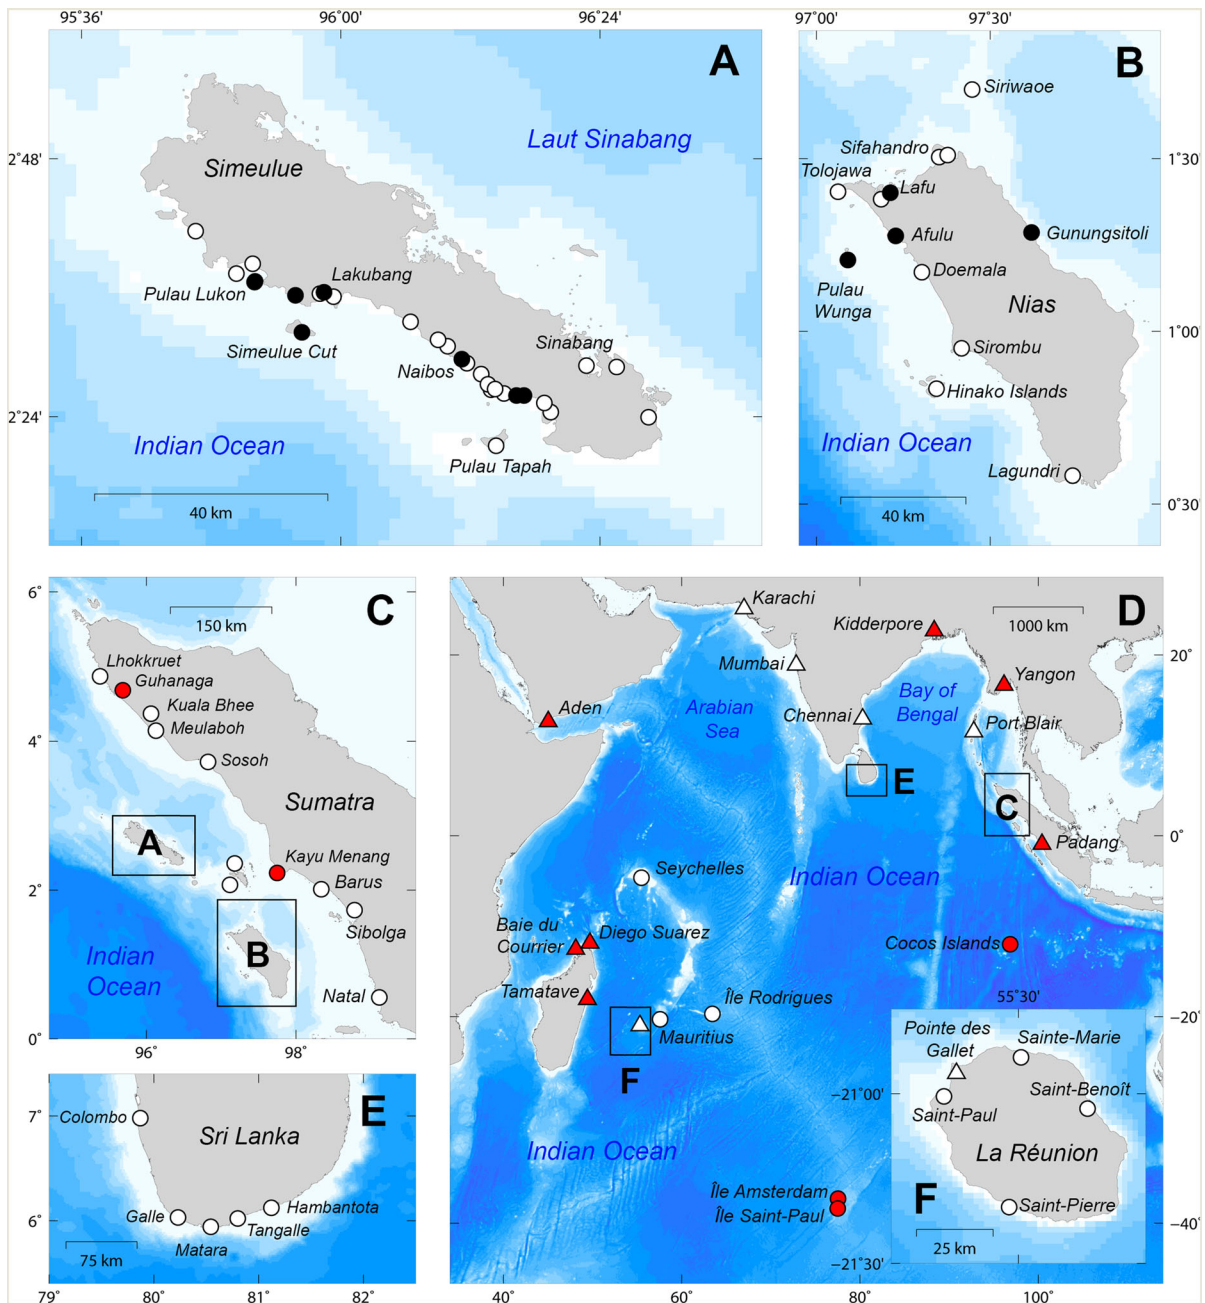 95˚36'
96˚00'
96˚24'
A
Laut Sinabang
2˚48'
Simeulue
Lakubang
Pulau Lukon
Simeulue Cut
Sinabang
Naibos
2˚24'
Indian Ocean
Pulau Tapah
40 km
97˚00'
97˚30'
B
Siriwaoe
Sifahandro
1˚30'
Tolojawa
Lafu
Afulu
Gunungsitoli
Doemala
Pulau
Wunga
Nias
1˚00'
Sirombu
Hinako Islands
Indian Ocean
Lagundri
40 km
0˚30'
6˚
C
150 km
Lhokkruet
Guhanaga
Kuala Bhee
Meulaboh
4˚
Sosoh
Sumatra
A
Kayu Menang
Barus
2˚
Sibolga
B
Indian
Ocean
Natal
0˚
96˚
98˚
Karachi
D
Kidderpore
1000 km
20˚
Mumbai
Yangon
Bay of
Bengal
Aden
Arabian
Sea
Chennai
Port Blair
E
C
0˚
Padang
Seychelles
Indian Ocean
Baie du
Courrier
Diego Suarez
Cocos Islands
Tamatave
Île Rodrigues
55˚30'
Mauritius
−20˚
F
Pointe des
Gallet
Sainte-Marie
−21˚00'
Saint-Benoît
Saint-Paul
La Réunion
Indian Ocean
Île Amsterdam
Île Saint-Paul
F
Saint-Pierre
−40˚
25 km
−21˚30'
40˚
60˚
80˚
100˚
E
7˚
Colombo
Sri Lanka
Hambantota
Galle
Tangalle
6˚
Matara
75 km
79˚
80˚
81˚
82˚